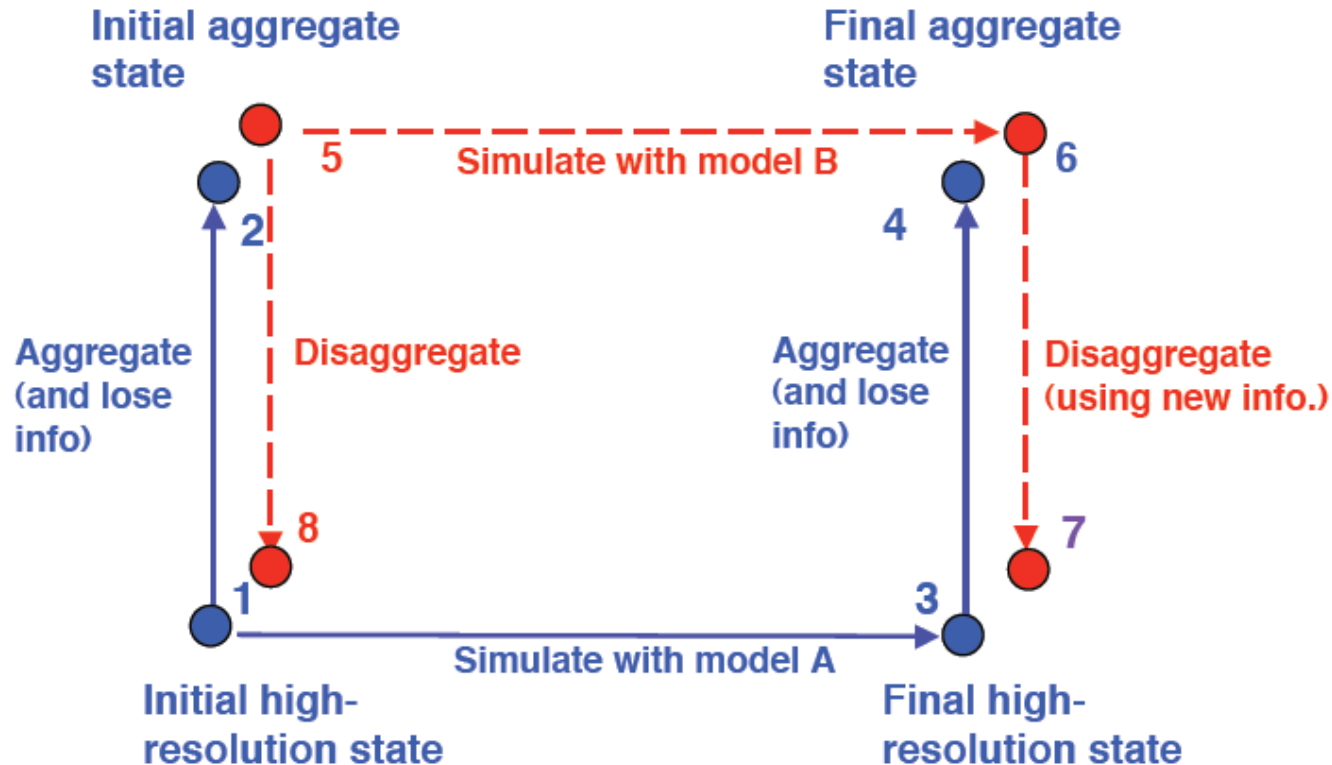 Initial aggregate
state
Final aggregate
state
5
Simulate with model B
6
2
4
Aggregate
(and lose
info)
Disaggregate
Aggregate
(and lose
info)
Disaggregate
(using new info.)
8
7
1
3
Simulate with model A
Initial high-
resolution state
Final high-
resolution state